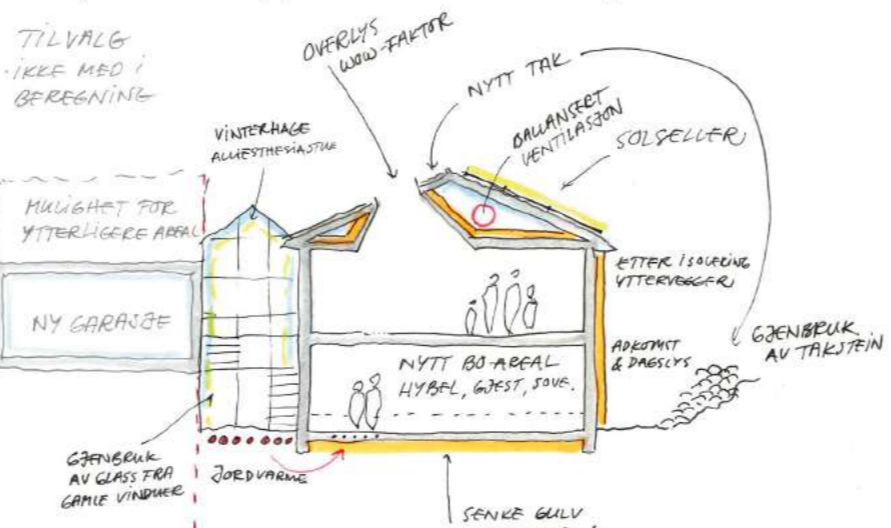 TILVALG
IKKE MED I
BEREGNING
OVERLYS
WOW-FAKTOR
NYTT TAK
BALLANSERT
VENTILASJON
SOLSELLER
VINTERHAGE
ALLIESTHESIASTUE
MULIGHET FOR
YTTERLIGERE AREAL
NY GARASJE
ETTER ISOLERING
YTTERVEGGER
ADKOMST
& DAGSLYS
GJENBRUK
AV TAKSTEIN
NYTT BO-AREAL
HYBEL, GJEST, SOVE.
GJENBRUK
AV GLASS FRA
GAMLE VINDUER
JORDVARME
SENKE GULV